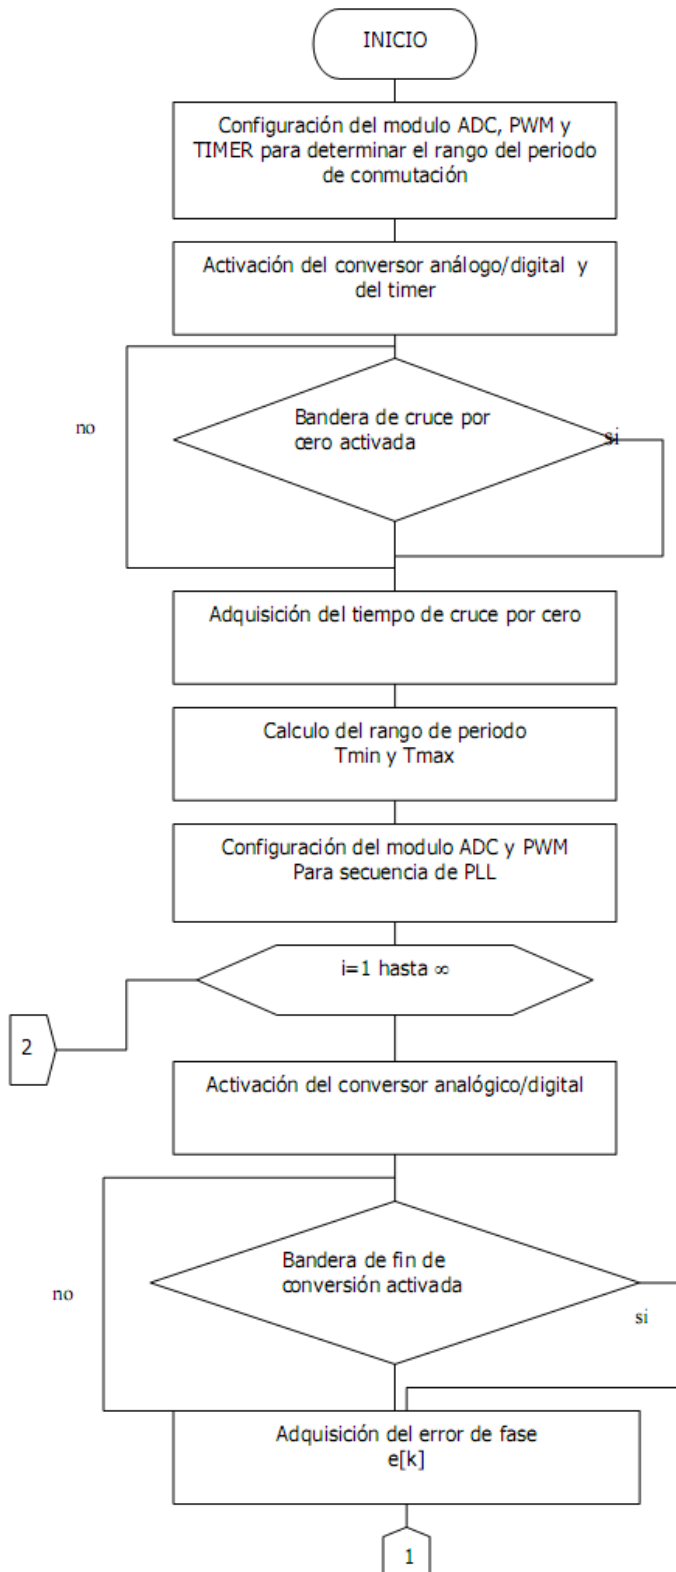 INICIO
Configuración del modulo ADC, PWM y
TIMER para determinar el rango del periodo
de conmutación
Activación del conversor análogo/digital y
del timer
Bandera de cruce por
cero activada
no
si
Adquisición del tiempo de cruce por cero
Calculo del rango de periodo
Tmin y Tmax
Configuración del modulo ADC y PWM
Para secuencia de PLL
i=1 hasta ∞
2
Activación del conversor analógico/digital
Bandera de fin de
conversión activada
no
si
Adquisición del error de fase
e[k]
1